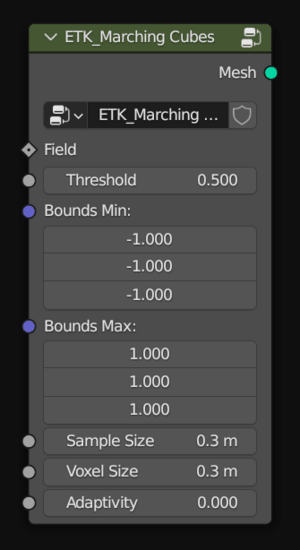 ETK_Marching Cubes
Mesh
ETK_Marching ...
Field
Threshold 0.500
Bounds Min:
-1.000
-1.000
-1.000
Bounds Max:
1.000
1.000
1.000
Sample Size 0.3 m
Voxel Size 0.3 m
Adaptivity 0.000